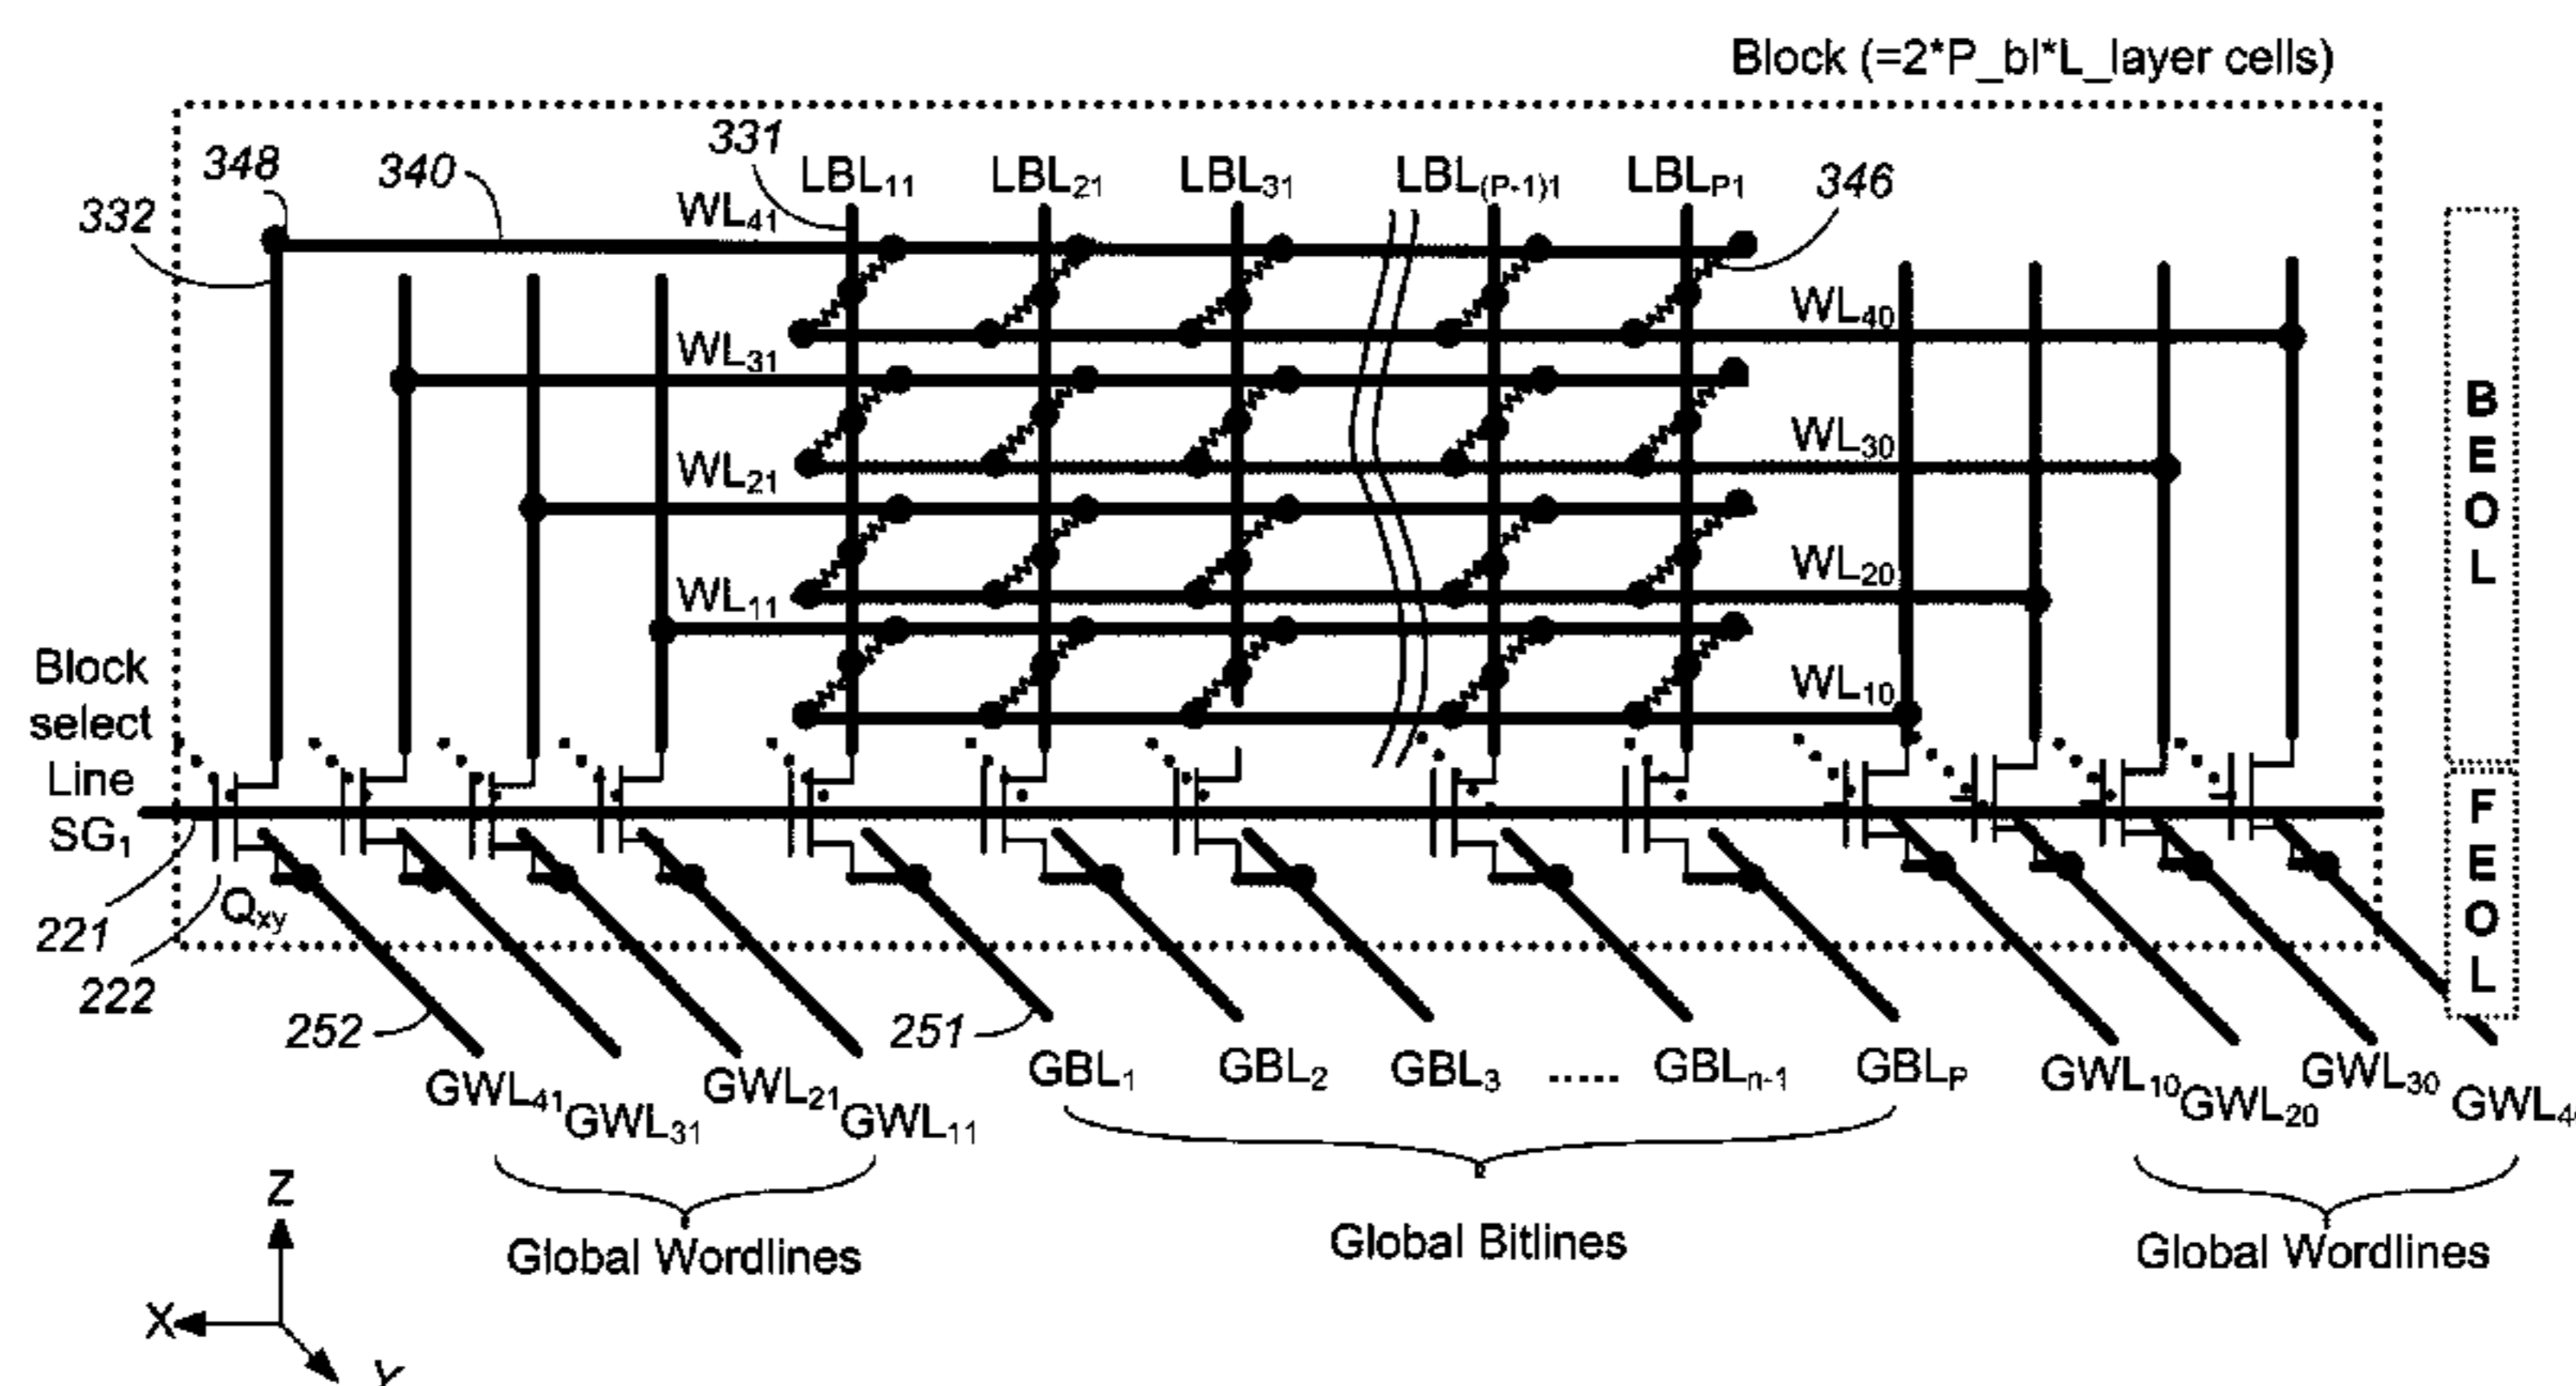 Block (=2*P_bl*L_layer cells)
331
348
340
LBL11 LBL21 LBL31 LBL(P-1)1 LBLP1
346
332
WL41
WL40
WL31
WL30
WL21
WL20
WL11
WL10
B
E
O
L
Block
select
Line
SG1
F
E
O
L
221
Qxy
222
252
251
GWL41 GWL31 GWL21 GWL11
GBL1 GBL2 GBL3 ..... GBLn-1 GBLP
GWL10 GWL20 GWL30
Global Wordlines
Global Bitlines
Global Wordlines
Z
X
Y